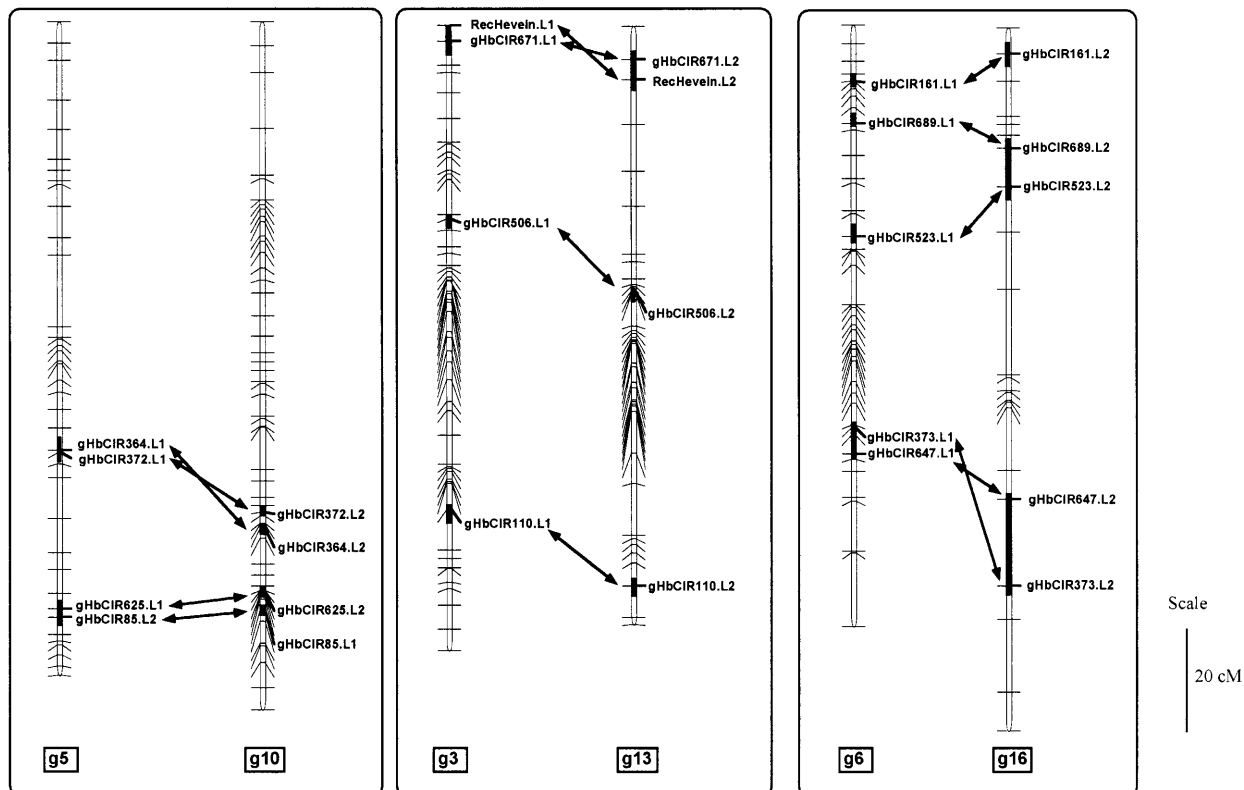 gHbCIR364.L1
gHbCIR372.L1
gHbCIR625.L1
gHbCIR85.L2
gHbCIR372.L2
gHbCIR364.L2
gHbCIR625.L2
gHbCIR85.L1
g5
g10
RecHevein.L1
gHbCIR671.L1
gHbCIR506.L1
gHbCIR110.L1
gHbCIR671.L2
RecHevein.L2
gHbCIR506.L2
gHbCIR110.L2
g3
g13
gHbCIR161.L1
gHbCIR689.L1
gHbCIR523.L1
gHbCIR373.L1
gHbCIR647.L1
gHbCIR161.L2
gHbCIR689.L2
gHbCIR523.L2
gHbCIR647.L2
gHbCIR373.L2
g6
g16
Scale
20 cM